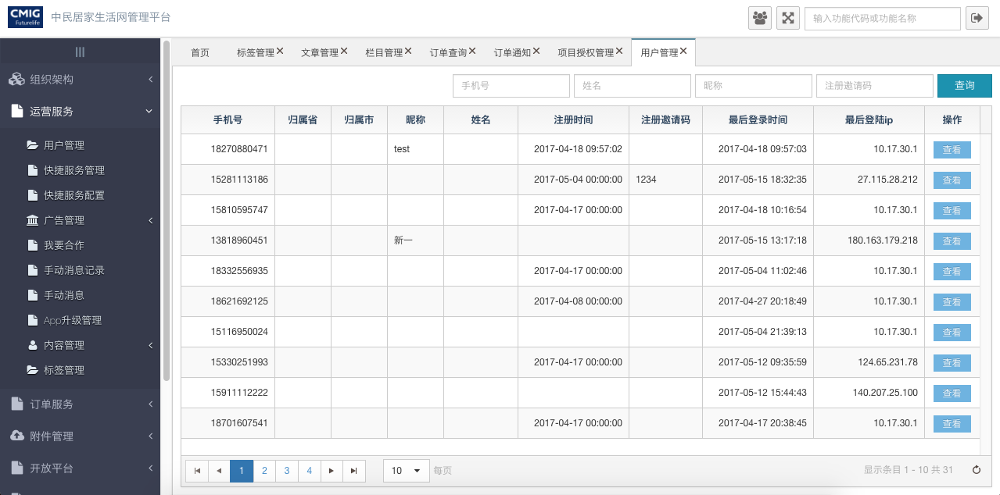 CMIG
Futurelife
中民居家生活网管理平台
输入功能代码或功能名称
组织架构
运营服务
用户管理
快捷服务管理
快捷服务配置
广告管理
我要合作
手动消息记录
手动消息
App升级管理
内容管理
标签管理
订单服务
附件管理
开放平台
首页 标签管理 文章管理 栏目管理 订单查询 订单通知 项目授权管理 用户管理
手机号 姓名 昵称 注册邀请码 查询
手机号 归属省 归属市 昵称 姓名 注册时间 注册邀请码 最后登录时间 最后登陆ip 操作
18270880471 test 2017-04-18 09:57:02 2017-04-18 09:57:03 10.17.30.1 查看
15281113186 2017-05-04 00:00:00 1234 2017-05-15 18:32:35 27.115.28.212 查看
15810595747 2017-04-17 00:00:00 2017-04-18 10:16:54 10.17.30.1 查看
13818960451 新一 2017-05-15 13:17:18 180.163.179.218 查看
18332556935 2017-04-17 00:00:00 2017-05-04 11:02:46 10.17.30.1 查看
18621692125 2017-04-08 00:00:00 2017-04-27 20:18:49 10.17.30.1 查看
15116950024 2017-05-04 21:39:13 10.17.30.1 查看
15330251993 2017-04-17 00:00:00 2017-05-12 09:35:59 124.65.231.78 查看
15911112222 2017-05-12 15:44:43 140.207.25.100 查看
18701607541 2017-04-17 00:00:00 2017-04-17 20:38:45 10.17.30.1 查看
1 2 3 4 10 每页 显示条目 1 - 10 共 31